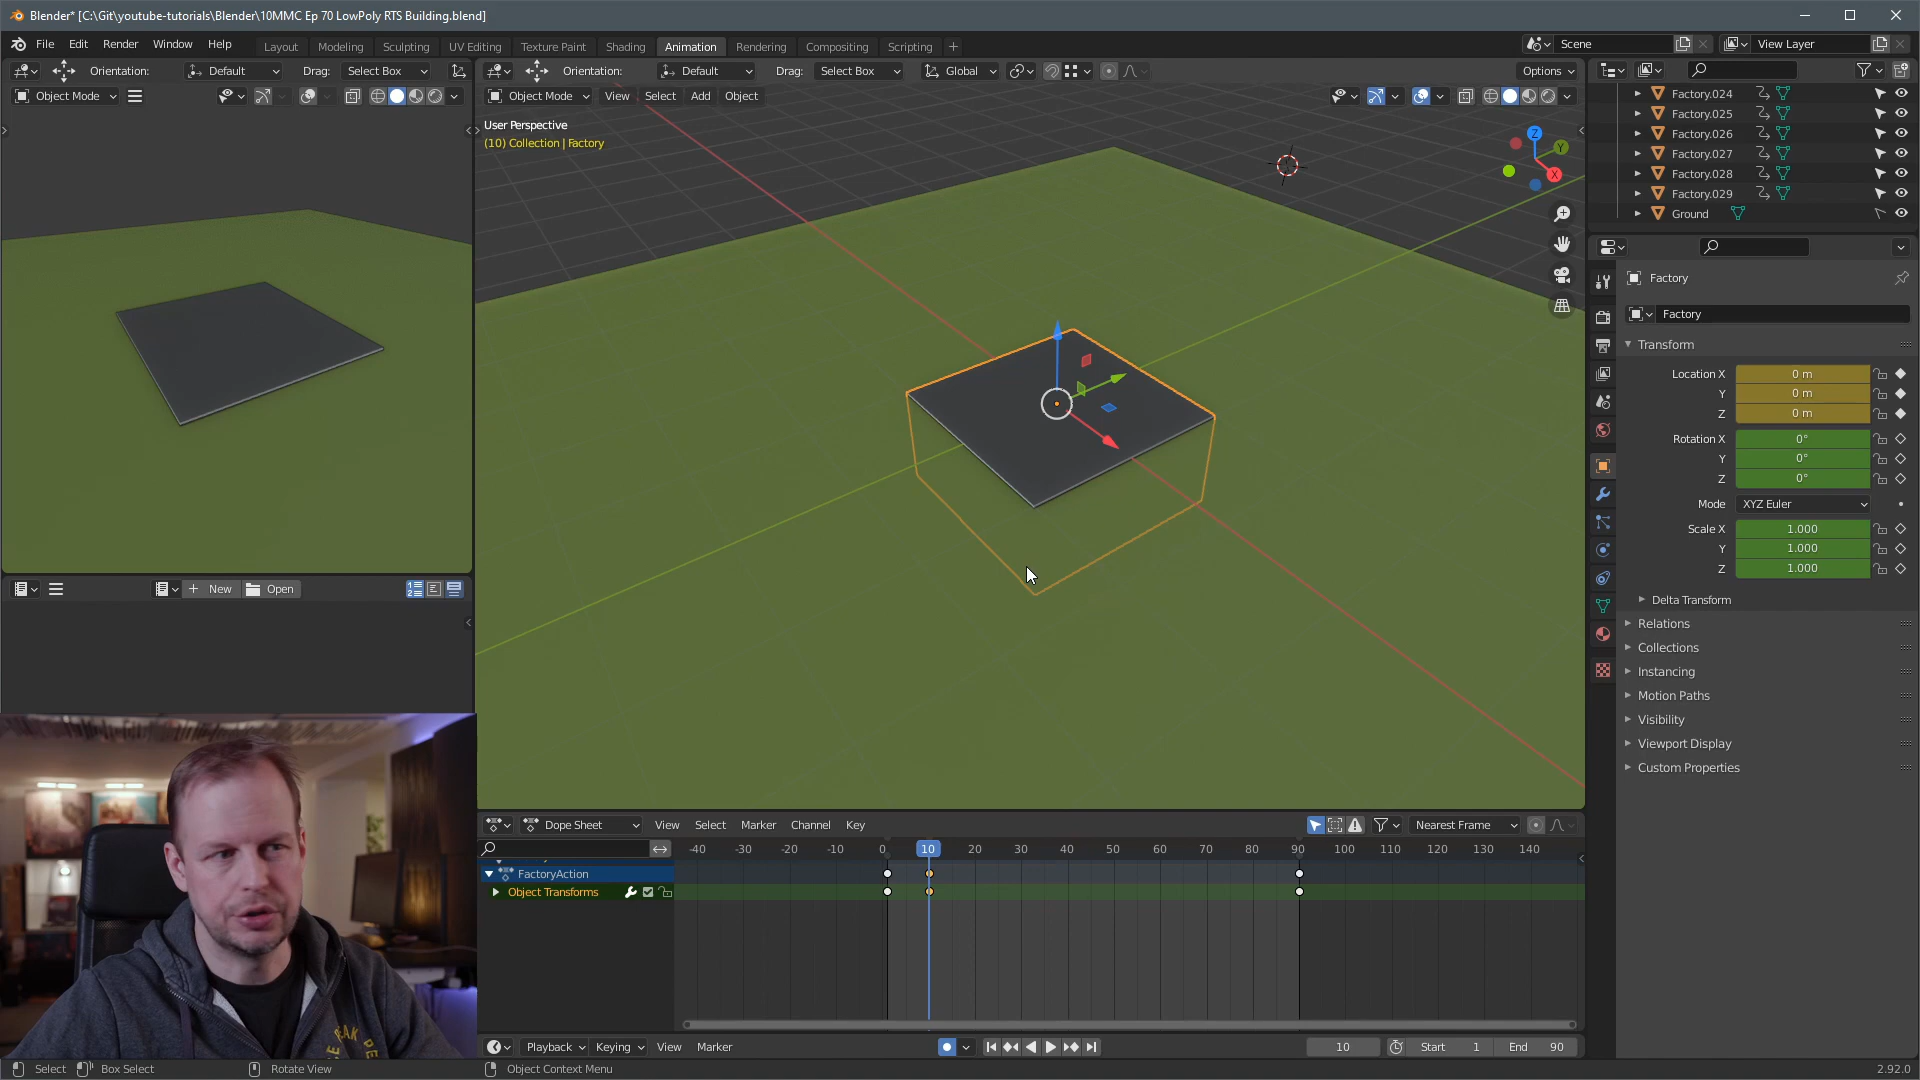 Blender* [C:\Git\youtube-tutorials\Blender\10MMC Ep 70 LowPoly RTS Building.blend]
File Edit Render Window Help Layout Modeling Sculpting UV Editing Texture Paint Shading Animation Rendering Compositing Scripting + Scene View Layer
Orientation: Default Drag: Select Box
Orientation: Default Drag: Select Box Global Options
Object Mode
Object Mode View Select Add Object
User Perspective
(10) Collection | Factory
Z
Y
X
Factory.024
Factory.025
Factory.026
Factory.027
Factory.028
Factory.029
Ground
Factory
Factory
Transform
Location X 0 m
Y 0 m
Z 0 m
Rotation X 0°
Y 0°
Z 0°
Mode XYZ Euler
Scale X 1.000
Y 1.000
Z 1.000
Delta Transform
Relations
Collections
Instancing
Motion Paths
Visibility
Viewport Display
Custom Properties
+ New Open
Dope Sheet View Select Marker Channel Key Nearest Frame
-40 -30 -20 -10 0 10 20 30 40 50 60 70 80 90 100 110 120 130 140
FactoryAction
Object Transforms
Playback Keying View Marker 10 Start 1 End 90
Select Box Select Rotate View Object Context Menu 2.92.0